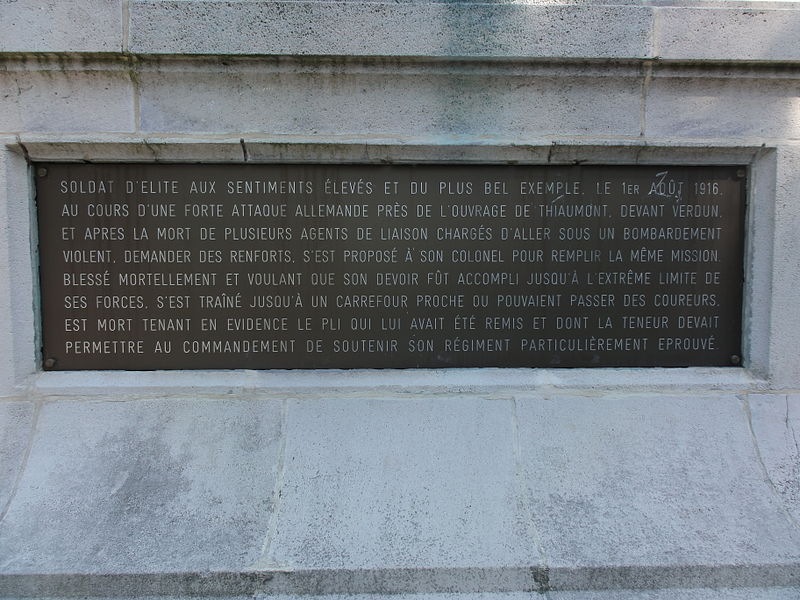 SOLDAT D'ELITE AUX SENTIMENTS ÉLEVÉS ET DU PLUS BEL EXEMPLE, LE 1ER AOÛT 1916,
AU COURS D'UNE FORTE ATTAQUE ALLEMANDE PRÈS DE L'OUVRAGE DE THIAUMONT, DEVANT VERDUN,
ET APRES LA MORT DE PLUSIEURS AGENTS DE LIAISON CHARGÉS D'ALLER SOUS UN BOMBARDEMENT
VIOLENT, DEMANDER DES RENFORTS, S'EST PROPOSÉ À SON COLONEL POUR REMPLIR LA MÊME MISSION.
BLESSÉ MORTELLEMENT ET VOULANT QUE SON DEVOIR FÛT ACCOMPLI JUSQU'À L'EXTRÊME LIMITE DE
SES FORCES, S'EST TRAÎNÉ JUSQU'À UN CARREFOUR PROCHE OU POUVAIENT PASSER DES COUREURS,
EST MORT TENANT EN EVIDENCE LE PLI QUI LUI AVAIT ÉTÉ REMIS ET DONT LA TENEUR DEVAIT
PERMETTRE AU COMMANDEMENT DE SOUTENIR SON RÉGIMENT PARTICULIÈREMENT EPROUVÉ.